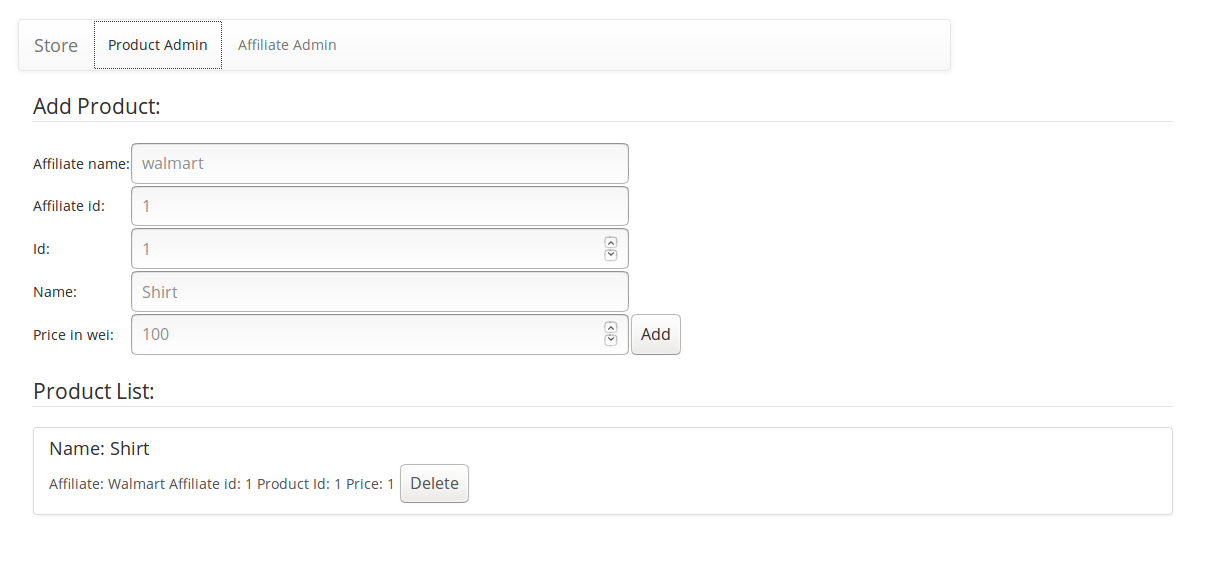 Store Product Admin Affiliate Admin
Add Product:
Affiliate name: walmart
Affiliate id: 1
Id: 1
Name: Shirt
Price in wei: 100 Add
Product List:
Name: Shirt
Affiliate: Walmart Affiliate id: 1 Product Id: 1 Price: 1 Delete